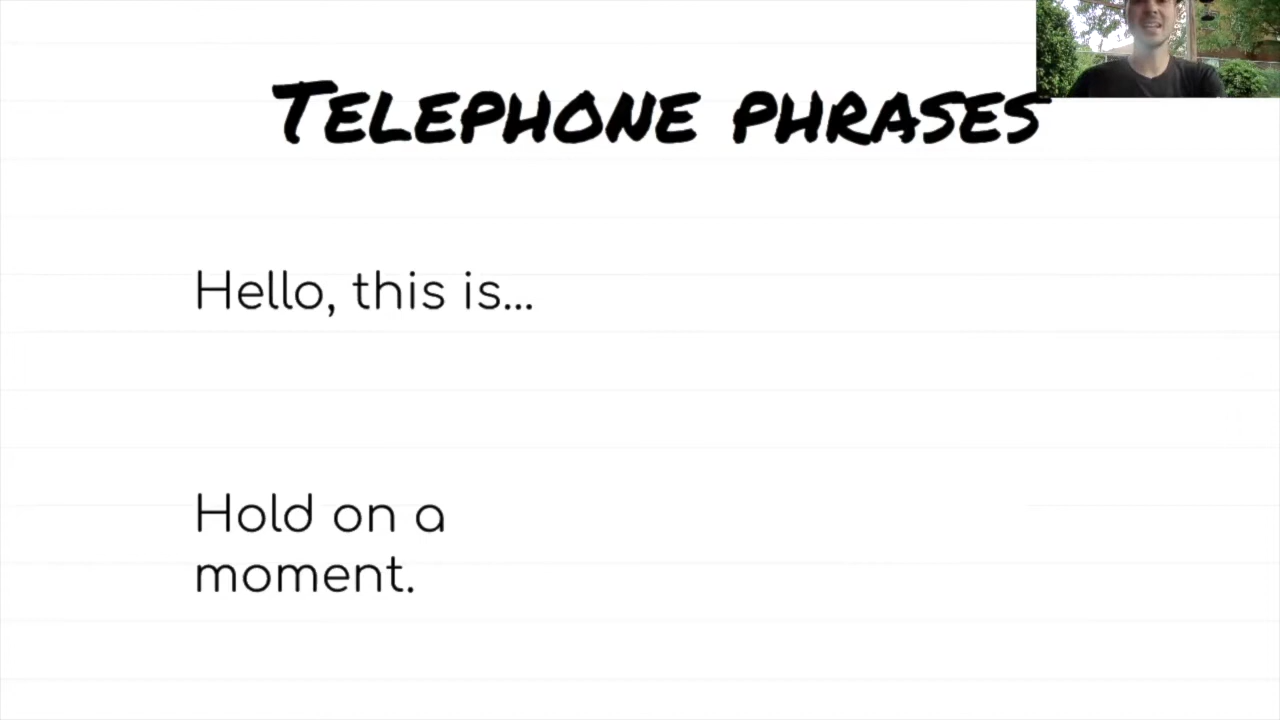 TELEPHONE PHRASES
Hello, this is...
Hold on a
moment.